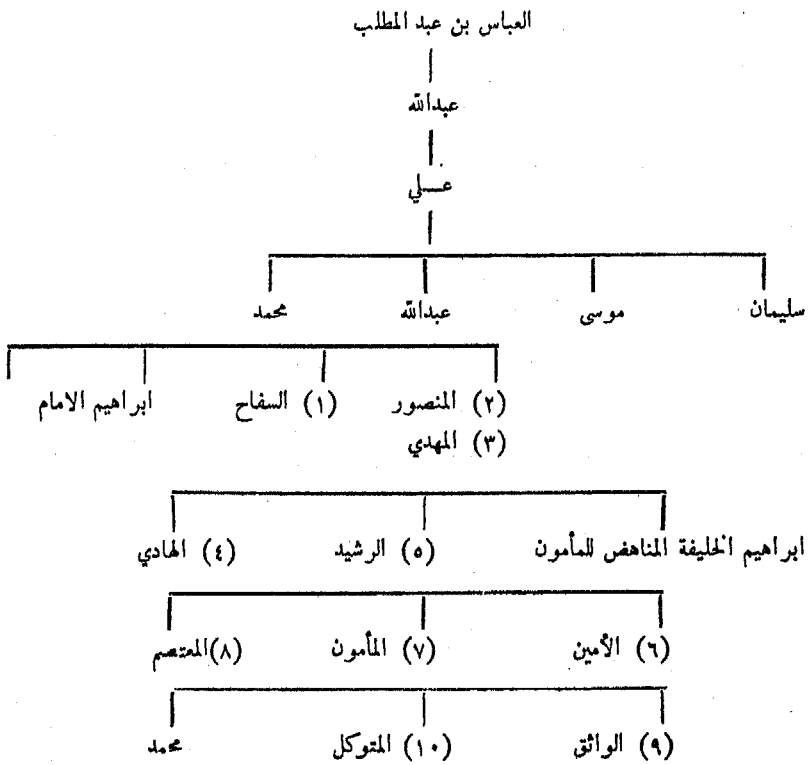 العباس بن عبد المطلب
عبدالله
عـلي
سليمان موسى عبدالله محمد
(٢) المنصور (١) السفاح ابراهيم الامام
(٣) المهدي
ابراهيم الخليفة المناهض للمأمون (٥) الرشيد (٤) الهادي
(٦) الأمين (٧) المأمون (٨) المعتصم
(٩) الواثق (١٠) المتوكل محمد